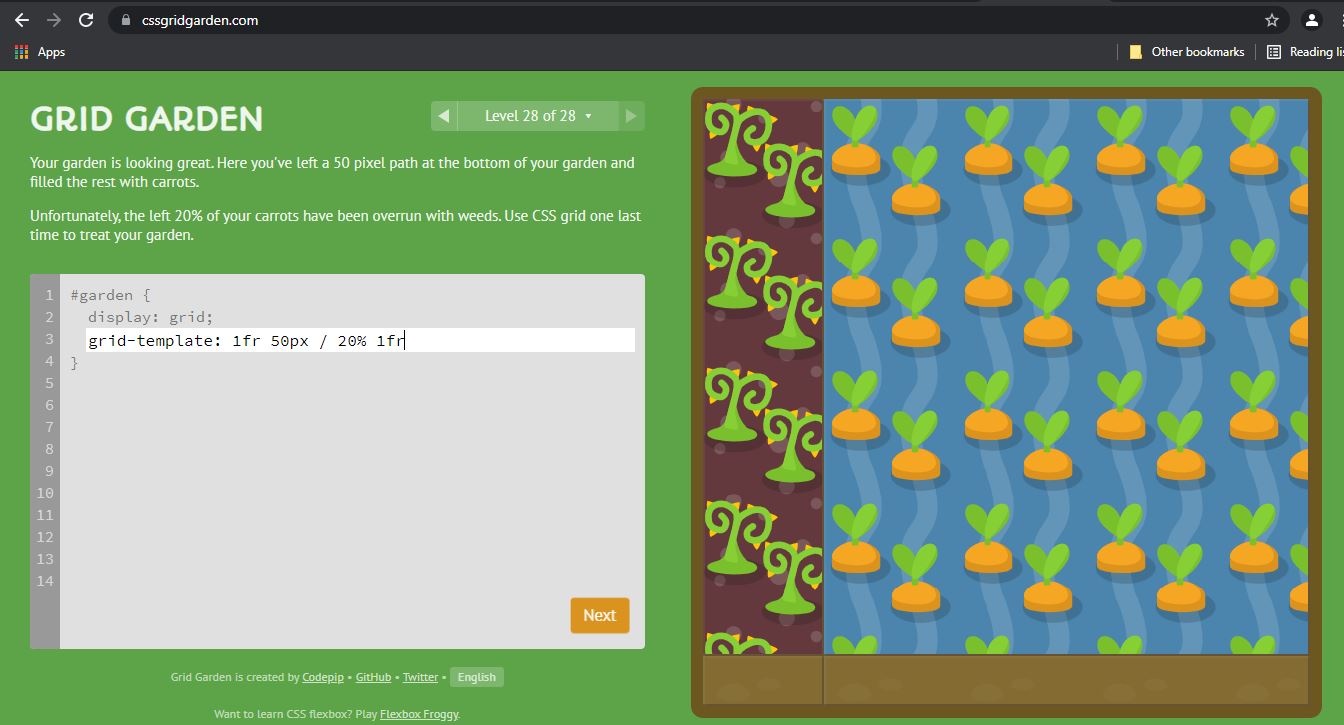 cssgridgarden.com
Apps
Other bookmarks
Reading li
GRID GARDEN
Level 28 of 28
Your garden is looking great. Here you've left a 50 pixel path at the bottom of your garden and
filled the rest with carrots.
Unfortunately, the left 20% of your carrots have been overrun with weeds. Use CSS grid one last
time to treat your garden.
1 #garden {
2 display: grid;
3 grid-template: 1fr 50px / 20% 1fr
4 }
5
6
7
8
9
10
11
12
13
14
Next
Grid Garden is created by Codepip • GitHub • Twitter • English
Want to learn CSS flexbox? Play Flexbox Froggy.